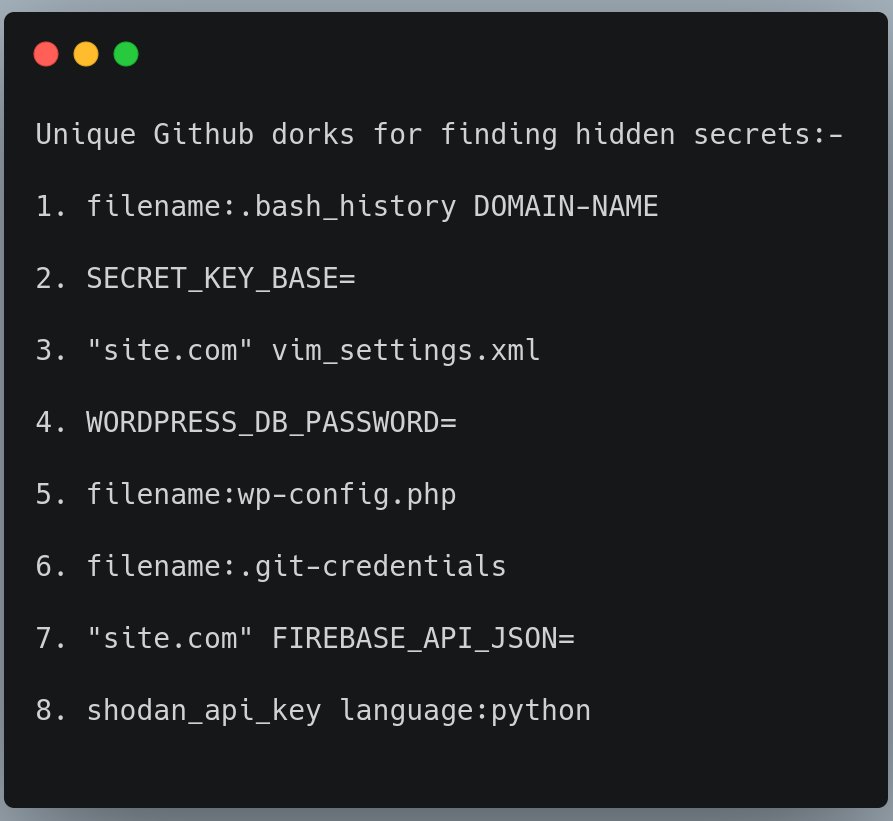 Unique Github dorks for finding hidden secrets:-
1. filename:.bash_history DOMAIN-NAME
2. SECRET_KEY_BASE=
3. "site.com" vim_settings.xml
4. WORDPRESS_DB_PASSWORD=
5. filename:wp-config.php
6. filename:.git-credentials
7. "site.com" FIREBASE_API_JSON=
8. shodan_api_key language:python